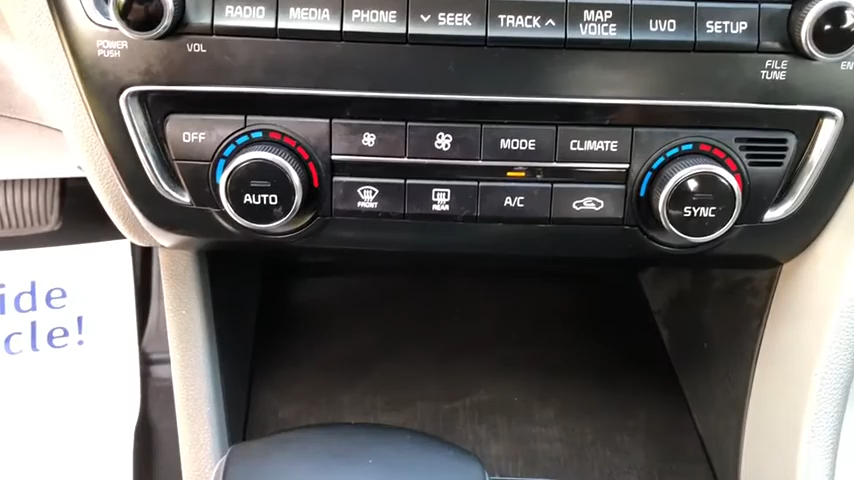 RADIO
MEDIA
PHONE
SEEK
TRACK
MAP
VOICE
UVO
SETUP
POWER
PUSH
VOL
FILE
TUNE
OFF
MODE
CLIMATE
AUTO
FRONT
REAR
A/C
SYNC
ide
cle!